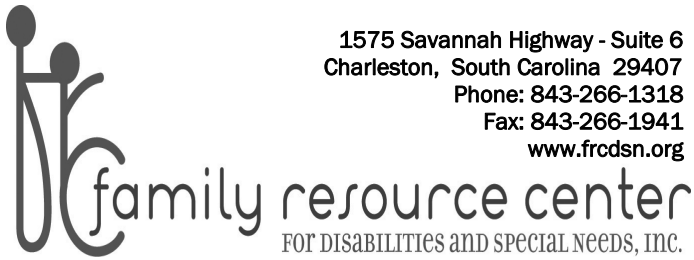 1575 Savannah Highway - Suite 6
Charleston, South Carolina 29407
Phone: 843-266-1318
Fax: 843-266-1941
www.frcdsn.org
family resource center
FOR DISABILITIES and SPECIAL NEEDS, INC.